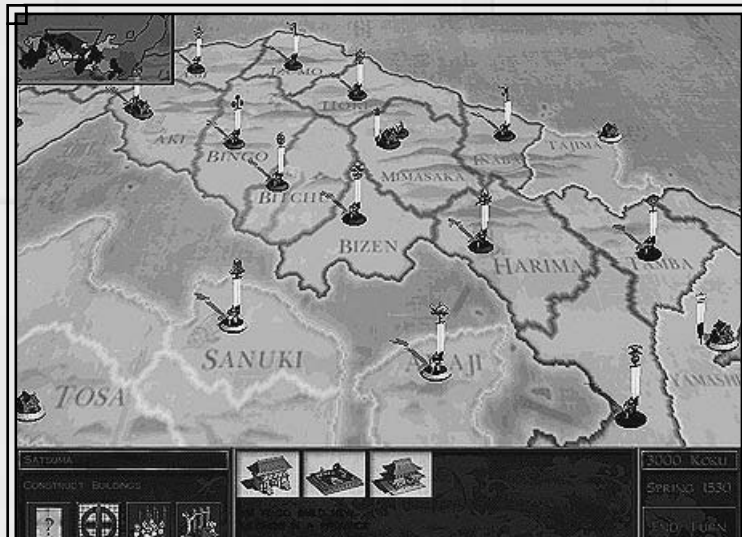 IZUMO
HOKI
AKI
BINGO
INABA
TAJIMA
MIMASAKA
BITCHU
BIZEN
HARIMA
TAMBA
SANUKI
TOSA
SATSUMA
CONSTRUCT BUILDINGS
?
3000 KOKU
SPRING 1530
END TURN